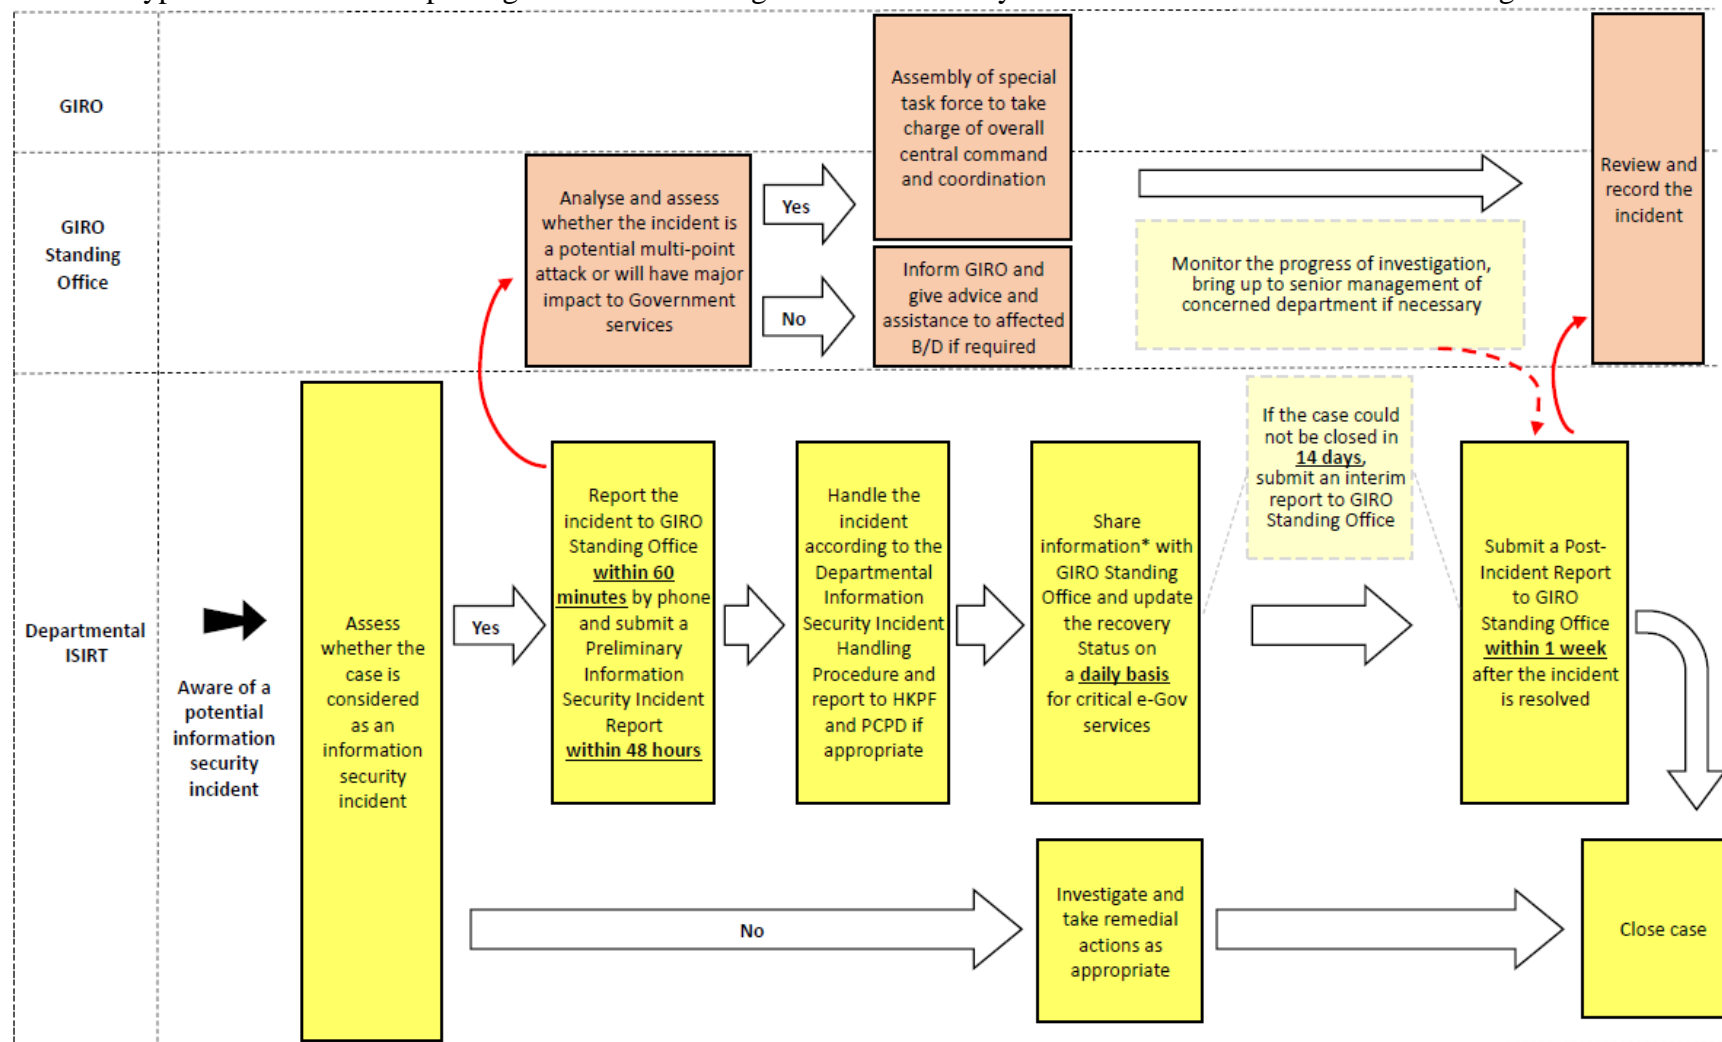 GIRO
Assembly of special
task force to take
charge of overall
central command
and coordination
Review and
record the
incident
GIRO
Standing
Office
Analyse and assess
whether the incident is
a potential multi-point
attack or will have major
impact to Government
services
Yes
No
Inform GIRO and
give advice and
assistance to affected
B/D if required
Monitor the progress of investigation,
bring up to senior management of
concerned department if necessary
Departmental
ISIRT
Aware of a
potential
information
security
incident
Assess
whether the
case is
considered
as an
information
security
incident
Yes
Report the
incident to GIRO
Standing Office
within 60
minutes by phone
and submit a
Preliminary
Information
Security Incident
Report
within 48 hours
Handle the
incident
according to the
Departmental
Information
Security Incident
Handling
Procedure and
report to HKPF
and PCPD if
appropriate
Share
information* with
GIRO Standing
Office and update
the recovery
Status on
a daily basis
for critical e-Gov
services
If the case could
not be closed in
14 days,
submit an interim
report to GIRO
Standing Office
Submit a Post-
Incident Report
to GIRO
Standing Office
within 1 week
after the incident
is resolved
No
Investigate and
take remedial
actions as
appropriate
Close case